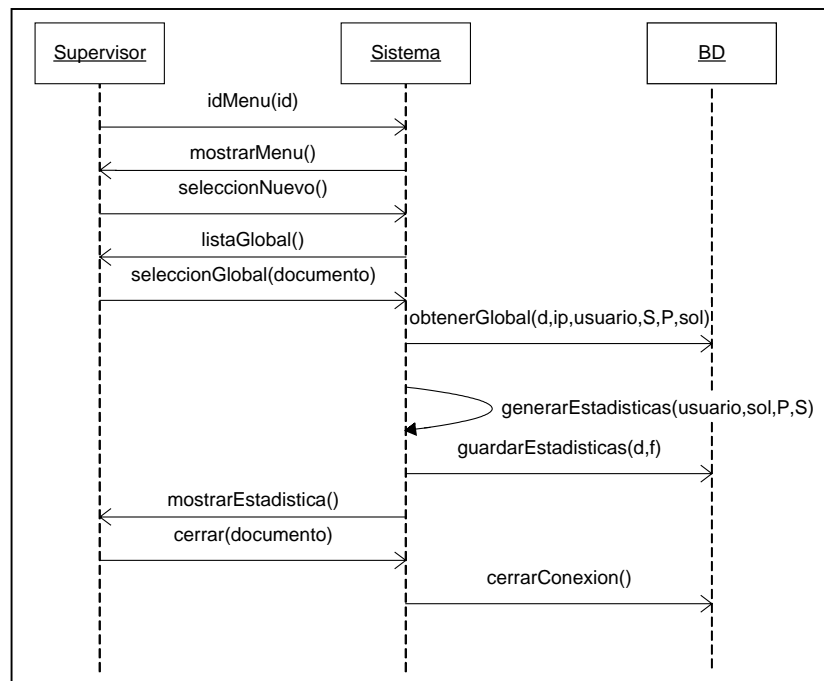 Supervisor
Sistema
BD
idMenu(id)
mostrarMenu()
seleccionNuevo()
listaGlobal()
seleccionGlobal(documento)
obtenerGlobal(d,ip,usuario,S,P,sol)
generarEstadisticas(usuario,sol,P,S)
guardarEstadisticas(d,f)
mostrarEstadistica()
cerrar(documento)
cerrarConexion()